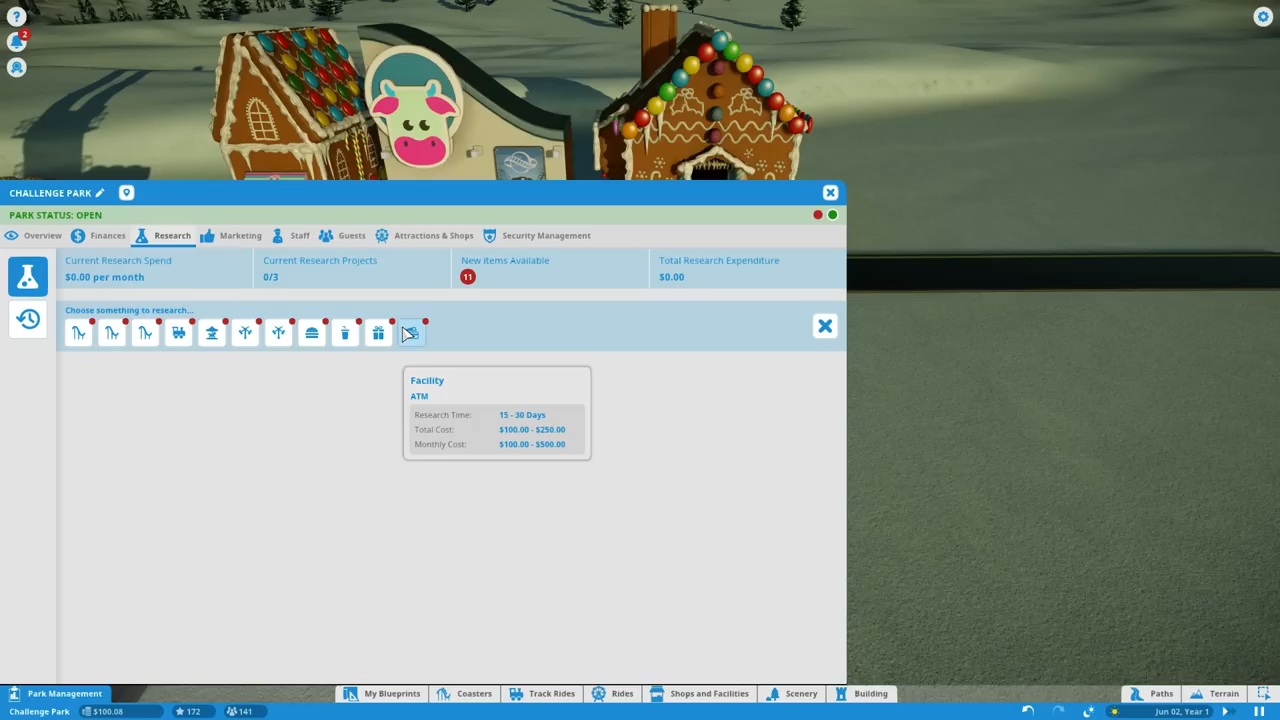 ?
2
CHALLENGE PARK
PARK STATUS: OPEN
Overview Finances Research Marketing Staff Guests Attractions & Shops Security Management
Current Research Spend Current Research Projects New items Available Total Research Expenditure
$0.00 per month 0/3 11 $0.00
Choose something to research...
Facility
ATM
Research Time: 15 - 30 Days
Total Cost: $100.00 - $250.00
Monthly Cost: $100.00 - $500.00
Park Management My Blueprints Coasters Track Rides Rides Shops and Facilities Scenery Building Paths Terrain
Challenge Park $100.08 172 141 Jun 02, Year 1